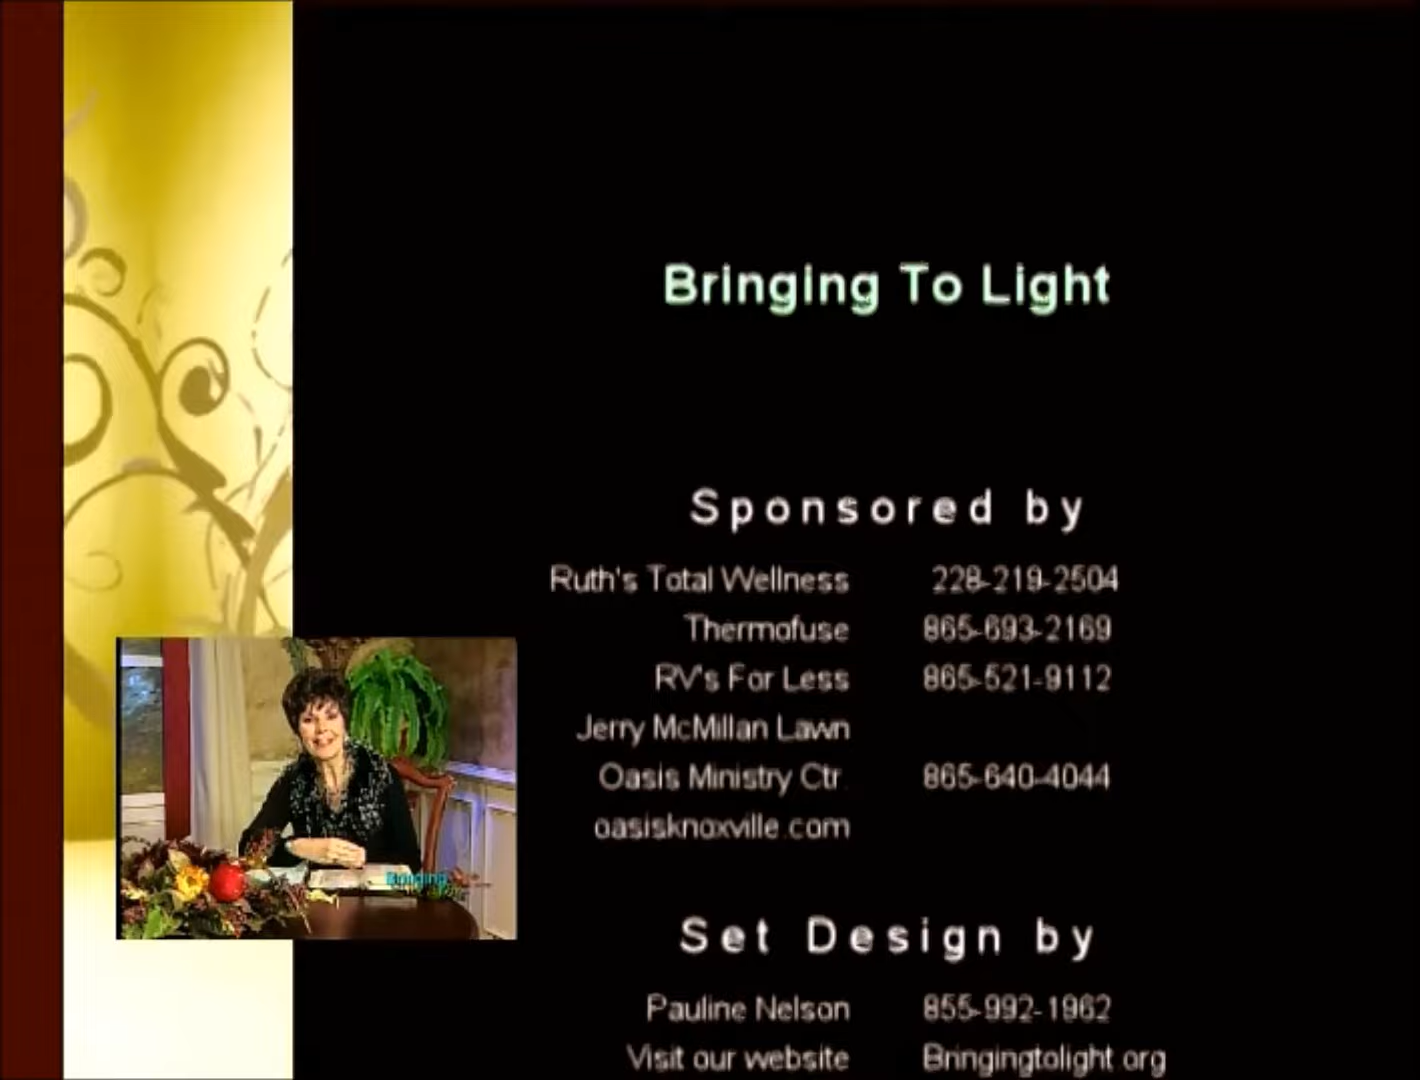 Bringing To Light
Sponsored by
Ruth's Total Wellness 228-219-2504
Thermofuse 865-693-2169
RV's For Less 865-521-9112
Jerry McMillan Lawn
Oasis Ministry Ctr. 865-640-4044
oasisknoxville.com
Bringing
Set Design by
Pauline Nelson 855-992-1962
Visit our website Bringingtolight.org